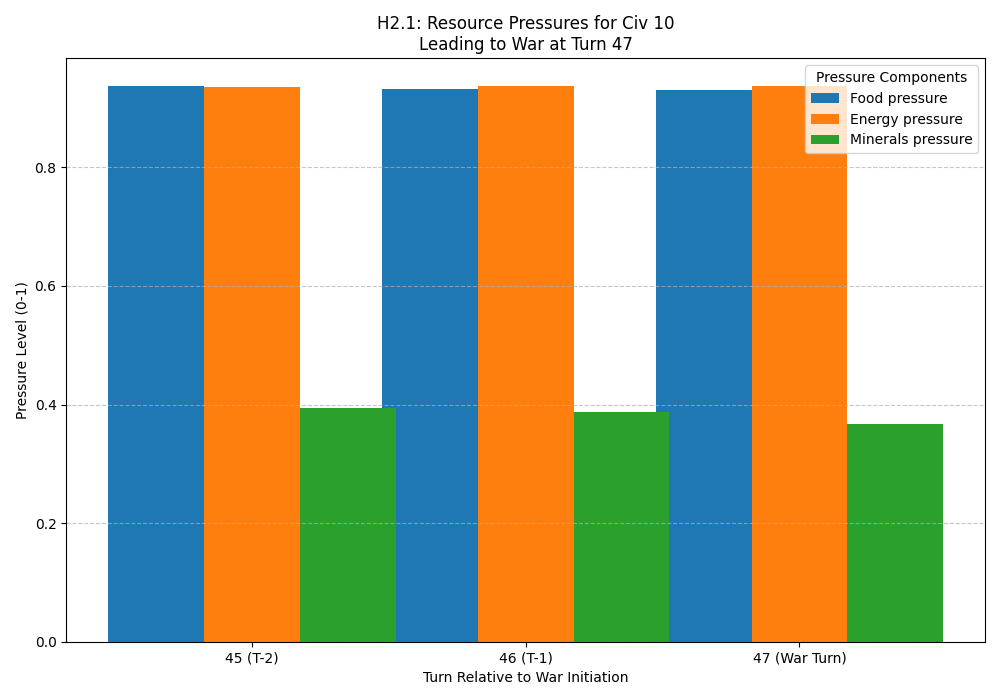 H2.1: Resource Pressures for Civ 10
Leading to War at Turn 47
Pressure Components
Food pressure
Energy pressure
Minerals pressure
Pressure Level (0-1)
0.8
0.6
0.4
0.2
0.0
45 (T-2)
46 (T-1)
47 (War Turn)
Turn Relative to War Initiation